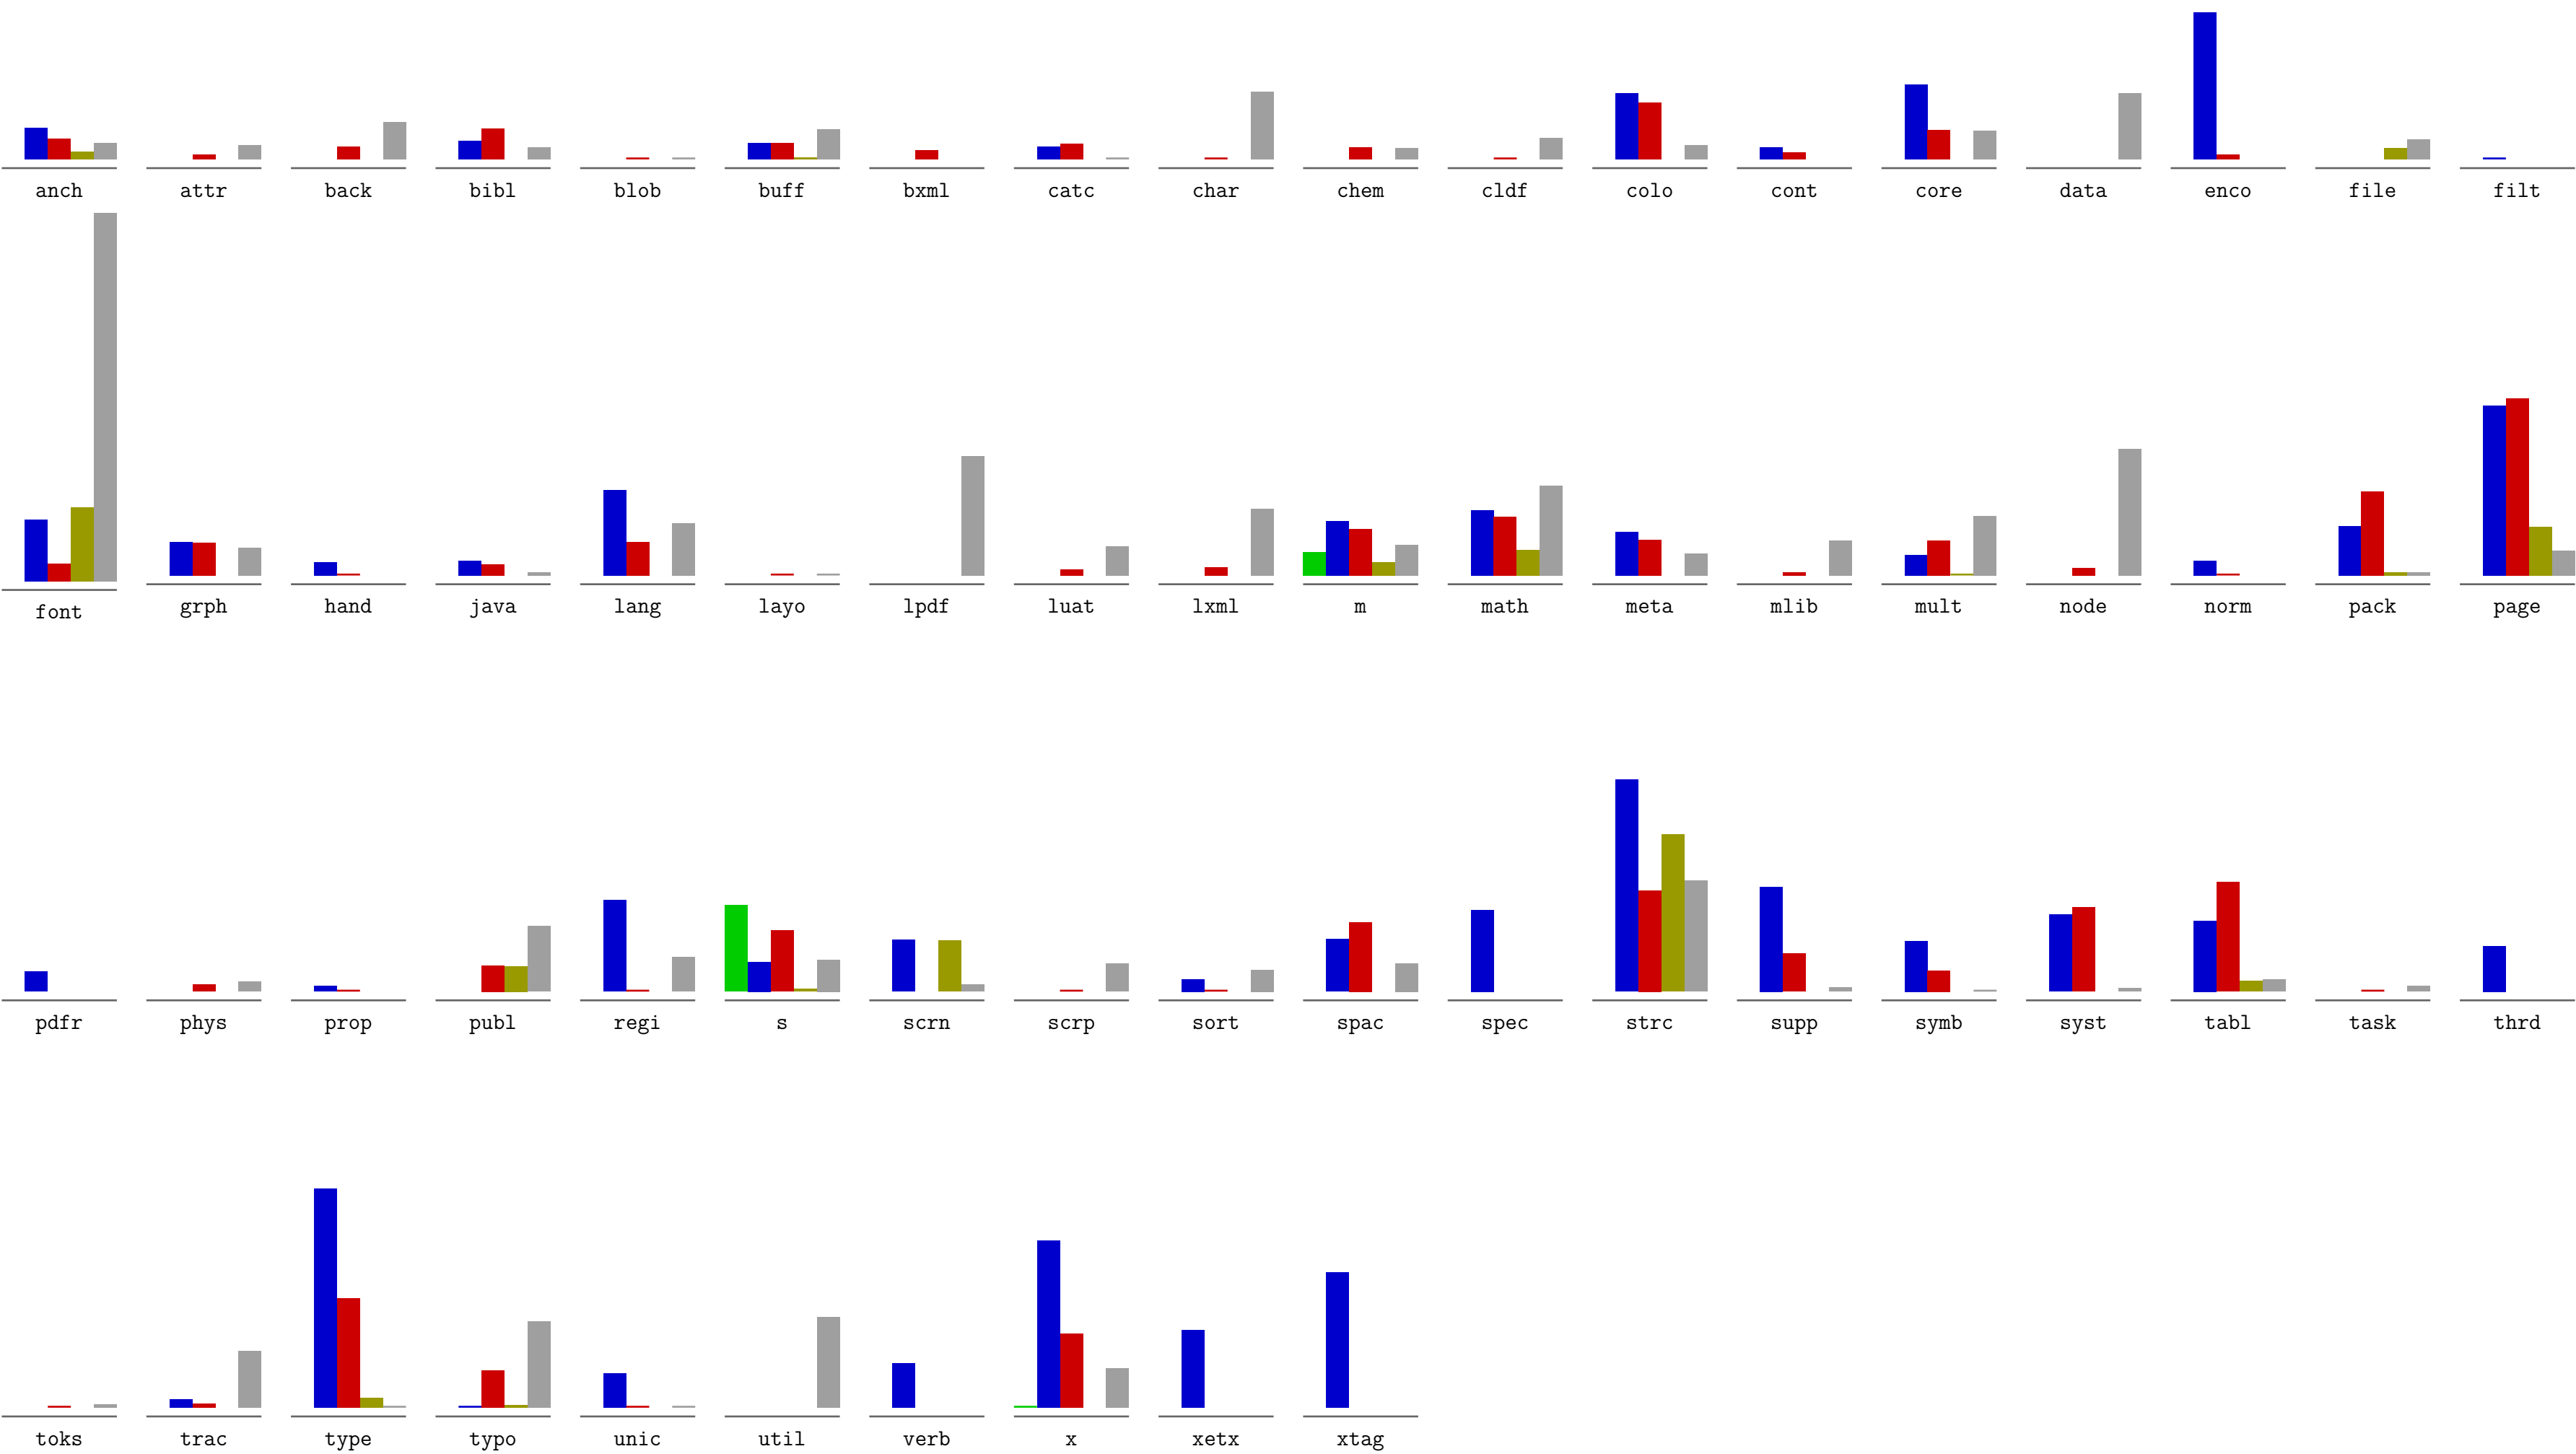 anch attr back bibl blob buff bxml catc char chem cldf colo cont core data enco file filt
font grph hand java lang layo lpdf luat lxml m math meta mlib mult node norm pack page
pdfr phys prop publ regi s scrn scrp sort spac spec strc supp symb syst tabl task thrd
toks trac type typo unic util verb x xetx xtag